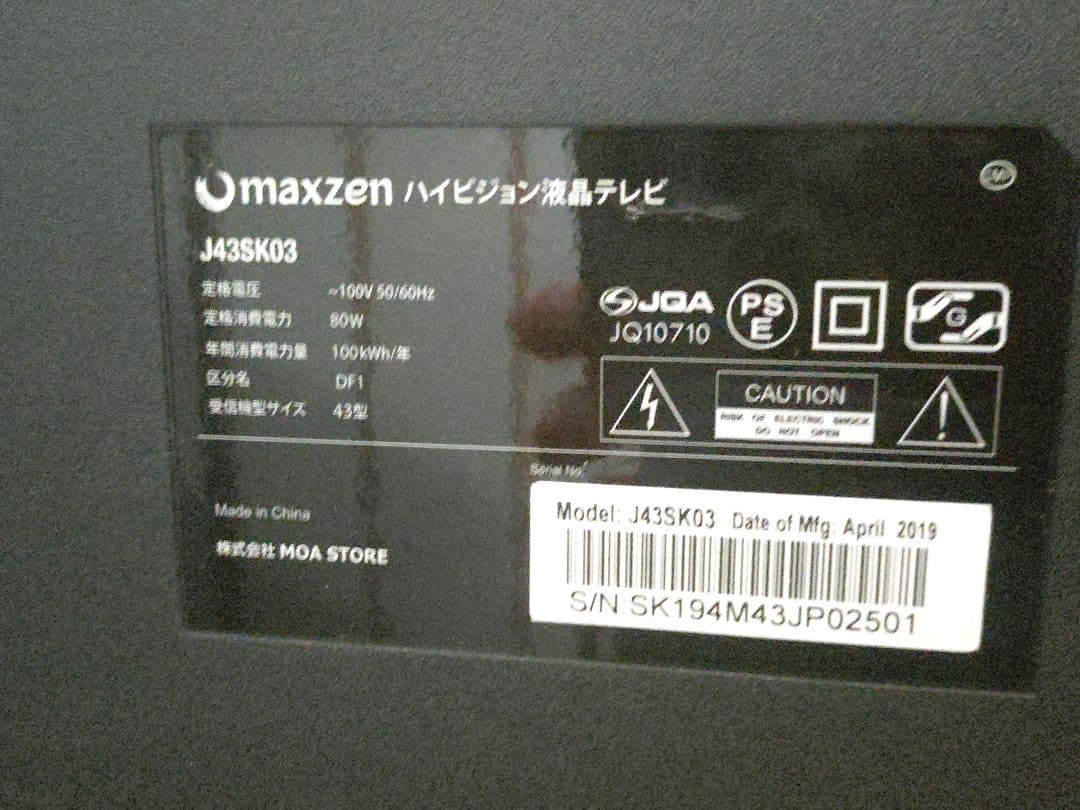 maxzen ハイビジョン液晶テレビ
J43SK03
定格電圧 ~100V 50/60Hz
定格消費電力 80W
年間消費電力量 100kWh/年
区分名 DF1
受信機型サイズ 43型
JQA
JQ10710
PS
E
G
CAUTION
RISK OF ELECTRIC SHOCK
DO NOT OPEN
Serial No.
Made in China
株式会社 MOA STORE
Model: J43SK03 Date of Mfg: April 2019
S/N:SK194M43JP02501